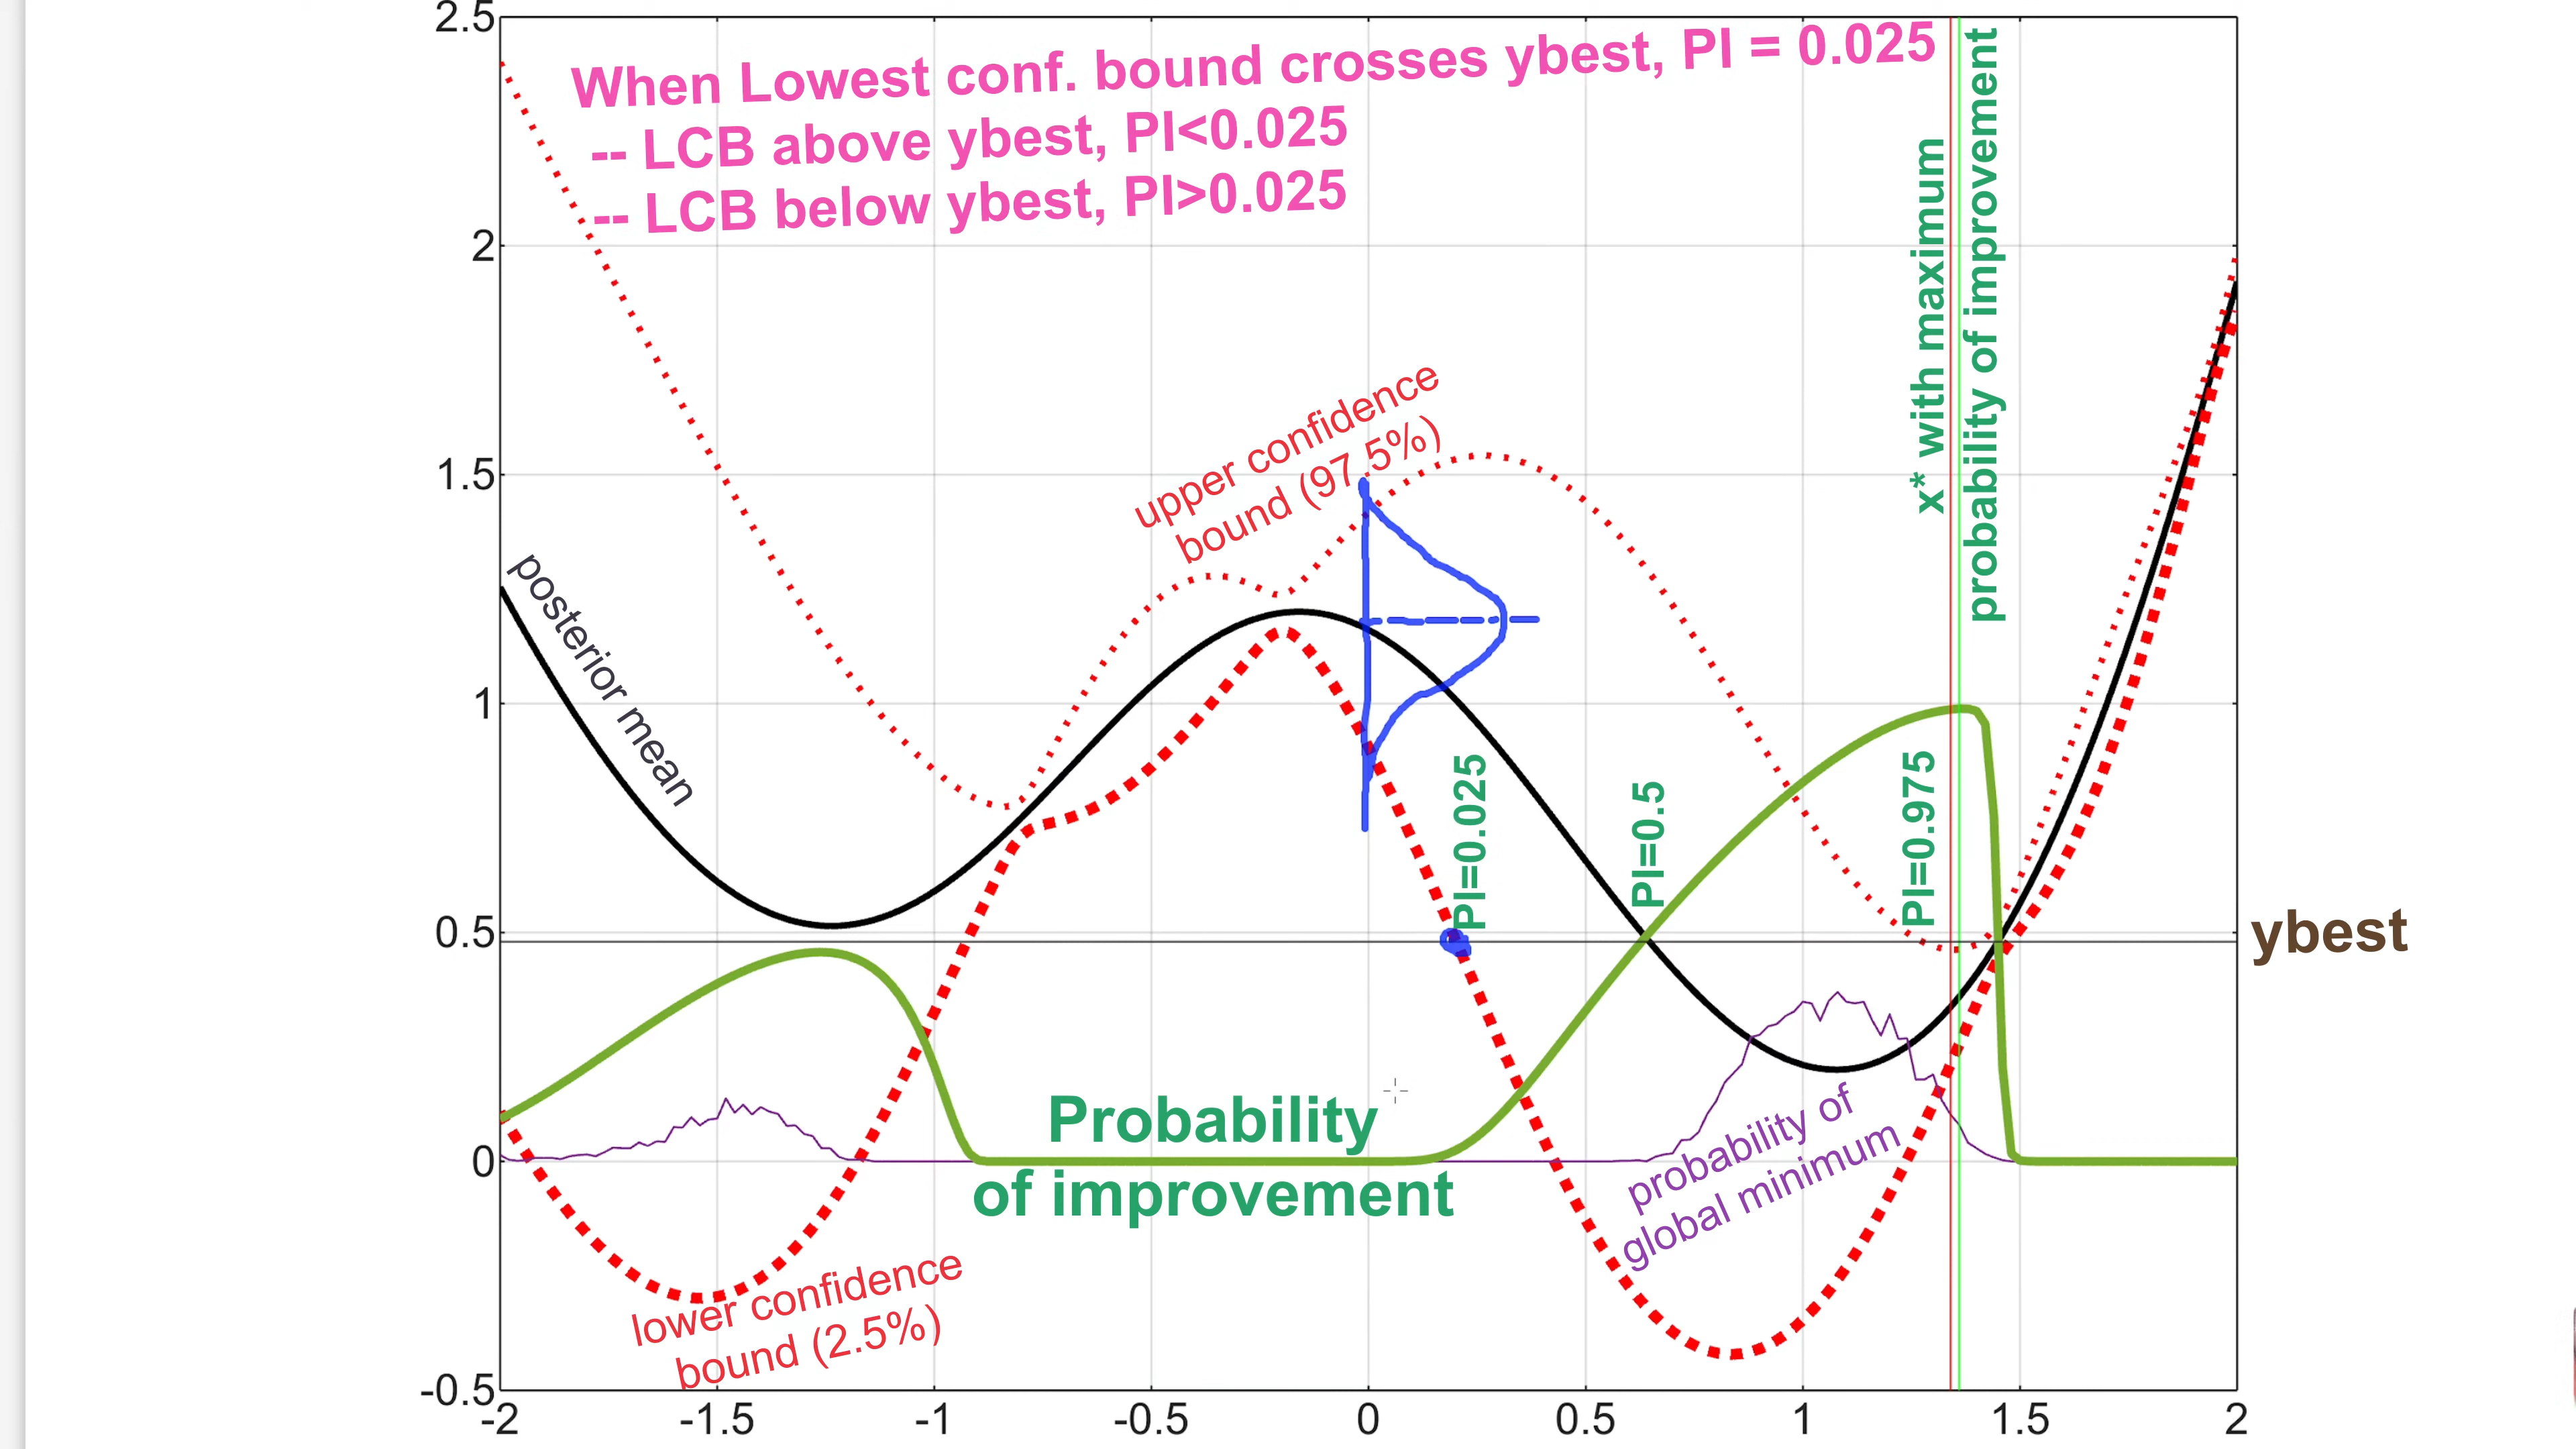 When Lowest conf. bound crosses ybest, PI = 0.025
-- LCB above ybest, PI<0.025
-- LCB below ybest, PI>0.025
x* with maximum
probability of improvement
upper confidence
bound (97.5%)
posterior mean
PI=0.025
PI=0.5
PI=0.975
ybest
Probability
of improvement
probability of
global minimum
lower confidence
bound (2.5%)
2.5
2
1.5
1
0.5
0
-0.5
-2
-1.5
-1
-0.5
0
0.5
1
1.5
2